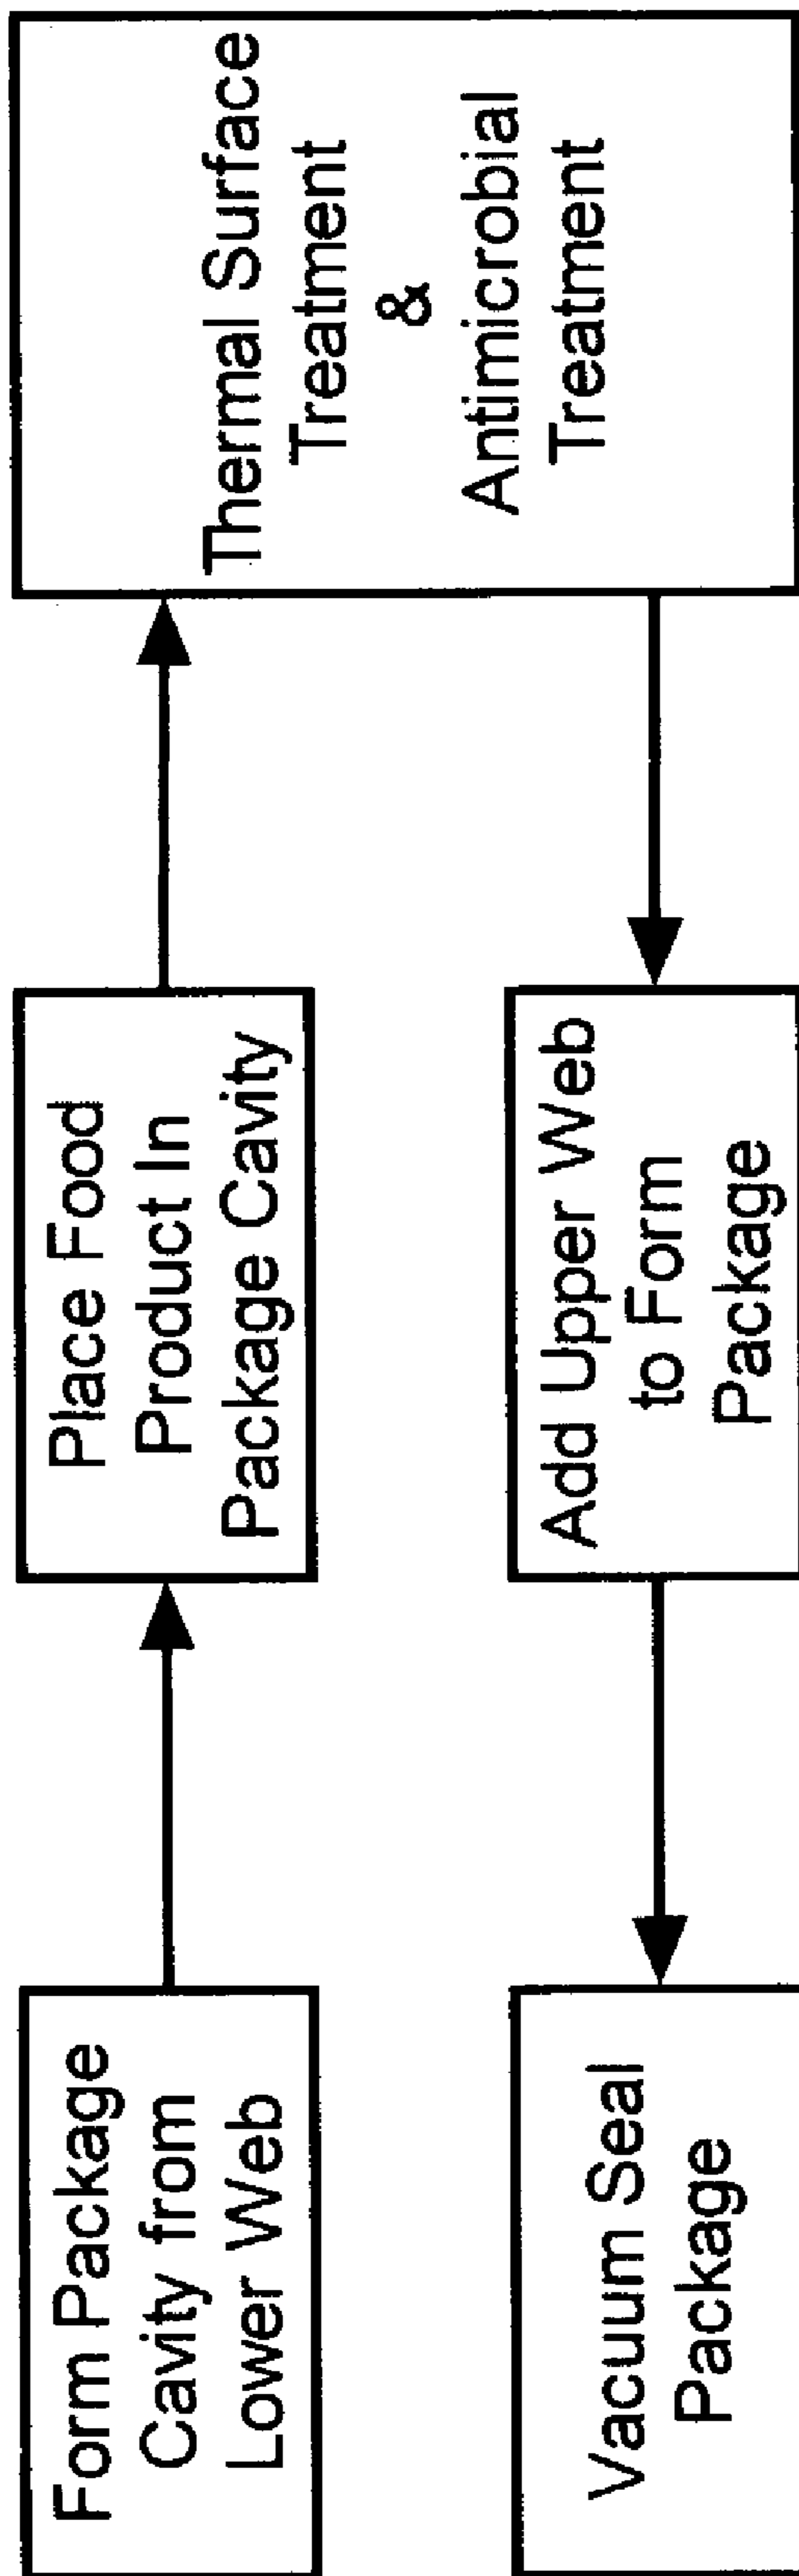 Form Package
Cavity from
Lower Web
Place Food
Product In
Package Cavity
Thermal Surface
Treatment
&
Antimicrobial
Treatment
Add Upper Web
to Form
Package
Vacuum Seal
Package